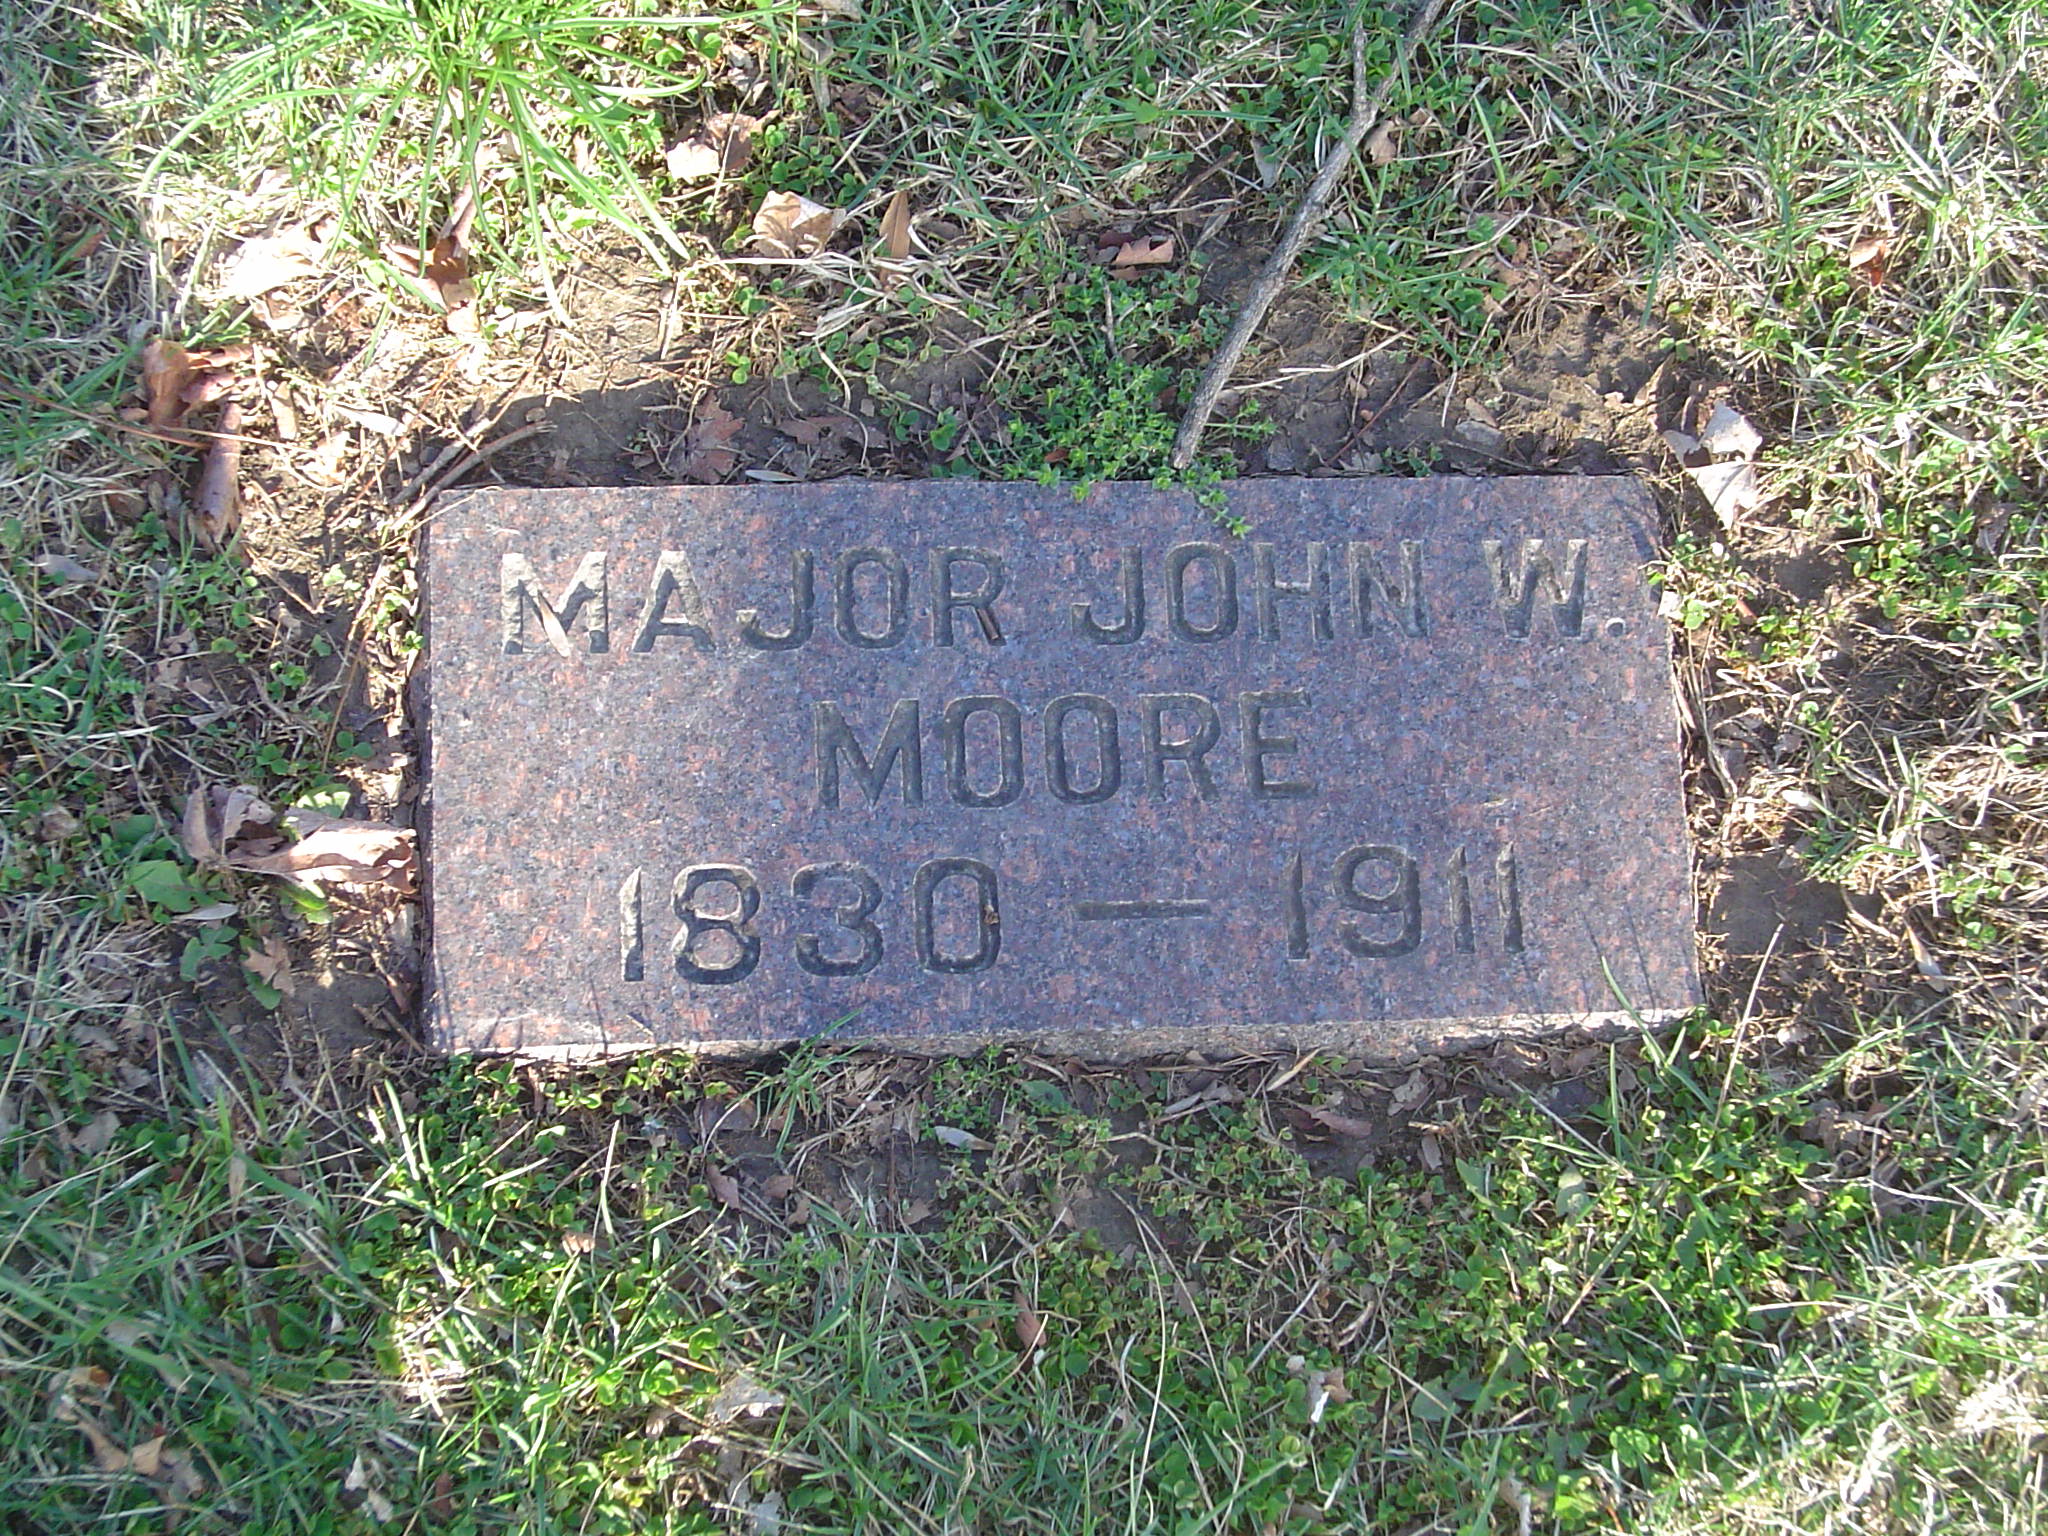 MAJOR JOHN W.
MOORE
1830 — 1911